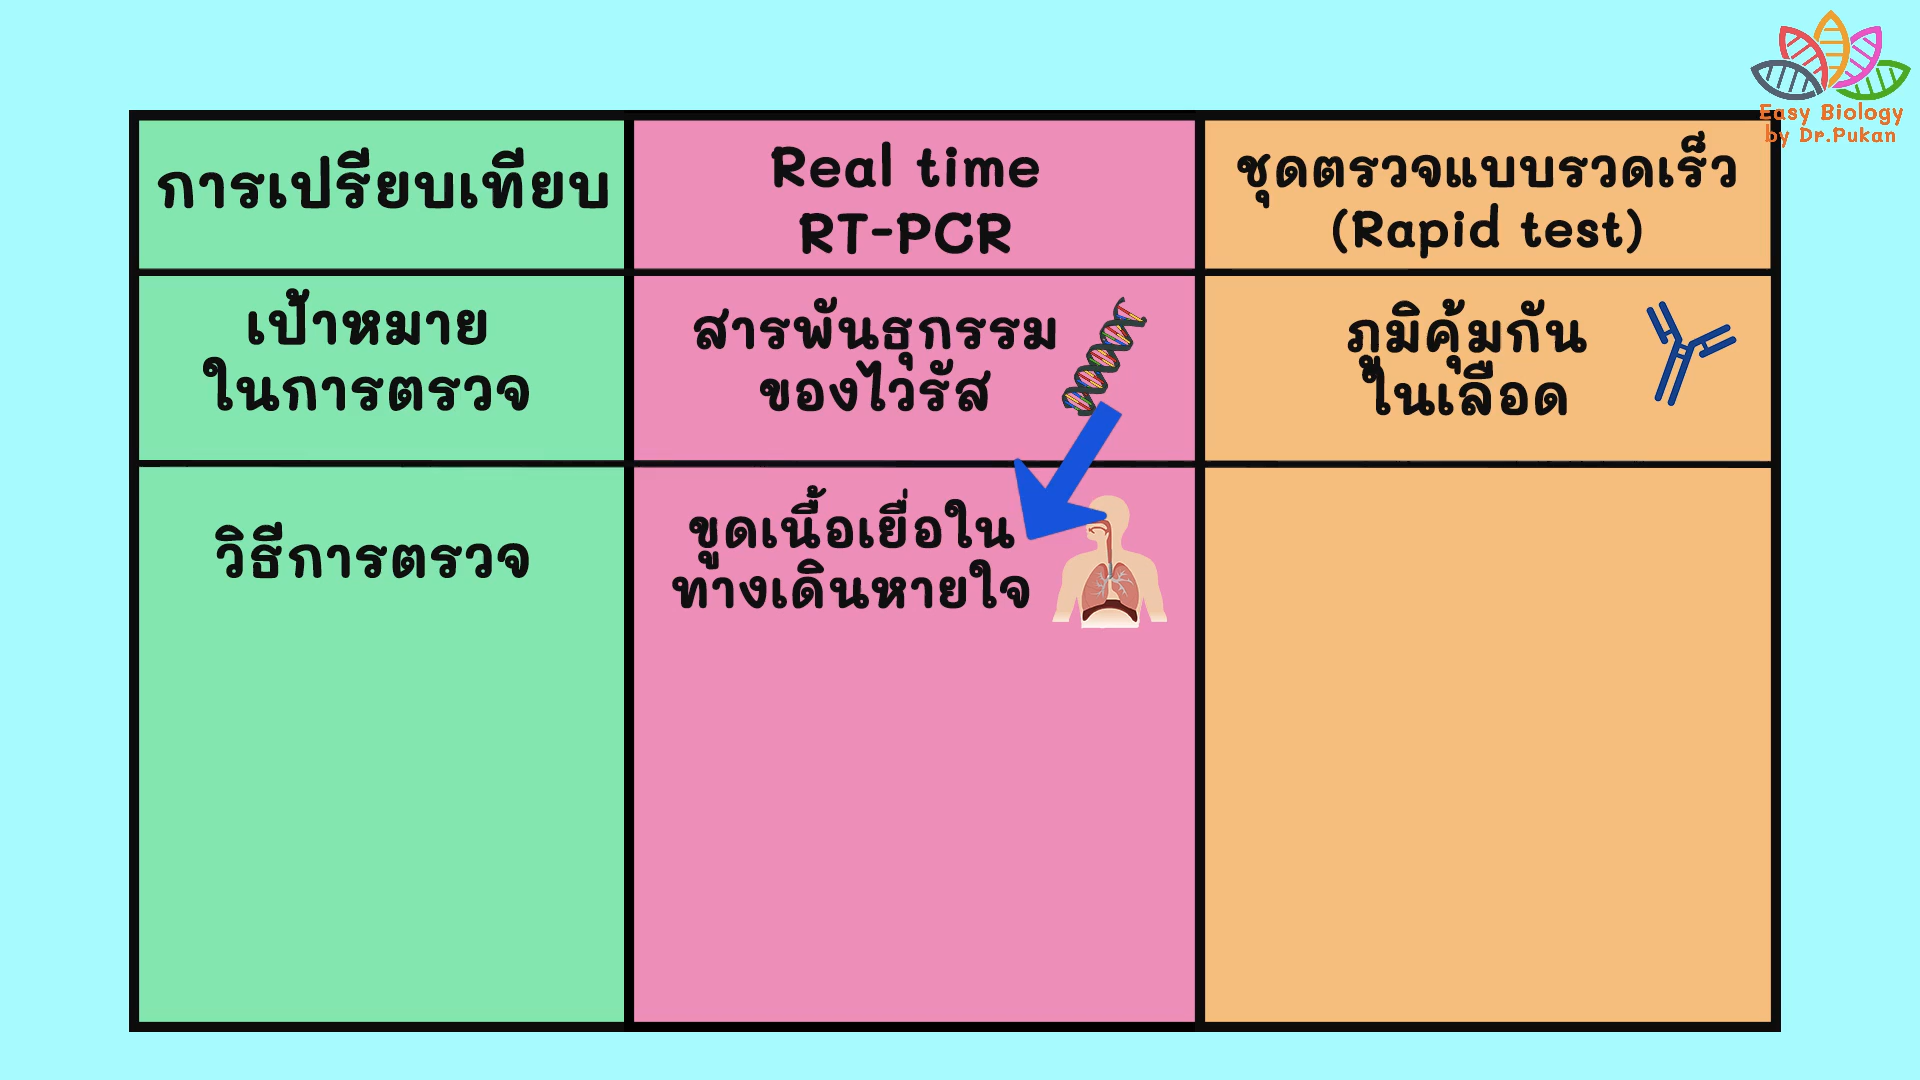 Easy Biology
by Dr.Pukan
การเปรียบเทียบ
Real time
RT-PCR
ชุดตรวจแบบรวดเร็ว
(Rapid test)
เป้าหมาย
ในการตรวจ
สารพันธุกรรม
ของไวรัส
ภูมิคุ้มกัน
ในเลือด
วิธีการตรวจ
ขูดเนื้อเยื่อใน
ทางเดินหายใจ